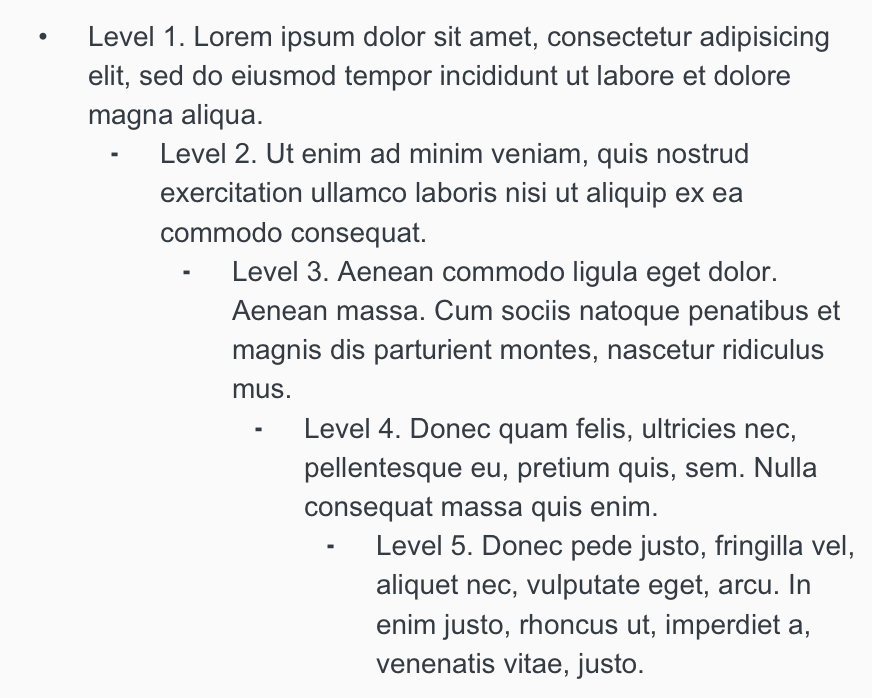 • Level 1. Lorem ipsum dolor sit amet, consectetur adipisicing
elit, sed do eiusmod tempor incididunt ut labore et dolore
magna aliqua.
- Level 2. Ut enim ad minim veniam, quis nostrud
exercitation ullamco laboris nisi ut aliquip ex ea
commodo consequat.
- Level 3. Aenean commodo ligula eget dolor.
Aenean massa. Cum sociis natoque penatibus et
magnis dis parturient montes, nascetur ridiculus
mus.
- Level 4. Donec quam felis, ultricies nec,
pellentesque eu, pretium quis, sem. Nulla
consequat massa quis enim.
- Level 5. Donec pede justo, fringilla vel,
aliquet nec, vulputate eget, arcu. In
enim justo, rhoncus ut, imperdiet a,
venenatis vitae, justo.